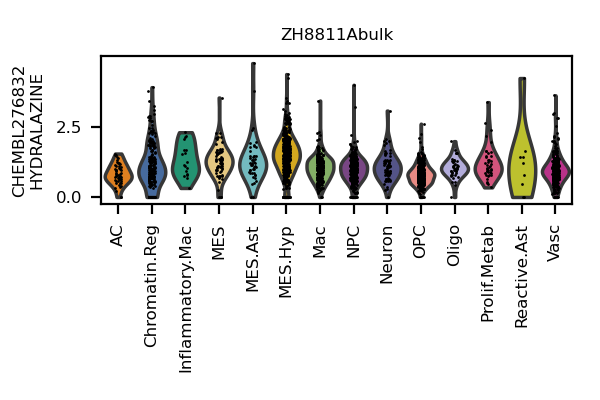 ZH8811Abulk
CHEMBL276832
HYDRALAZINE
2.5
0.0
AC
Chromatin.Reg
Inflammatory.Mac
MES
MES.Ast
MES.Hyp
Mac
NPC
Neuron
OPC
Oligo
Prolif.Metab
Reactive.Ast
Vasc